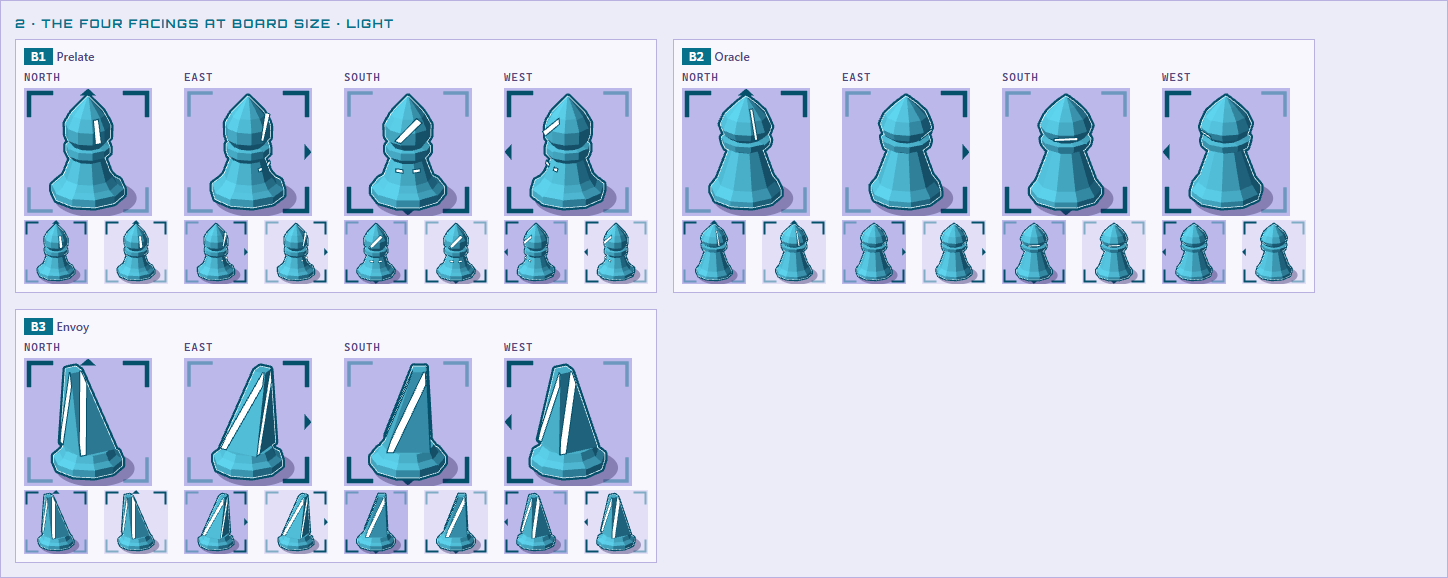 2 · THE FOUR FACINGS AT BOARD SIZE · LIGHT
B1 Prelate
NORTH EAST SOUTH WEST
B2 Oracle
NORTH EAST SOUTH WEST
B3 Envoy
NORTH EAST SOUTH WEST